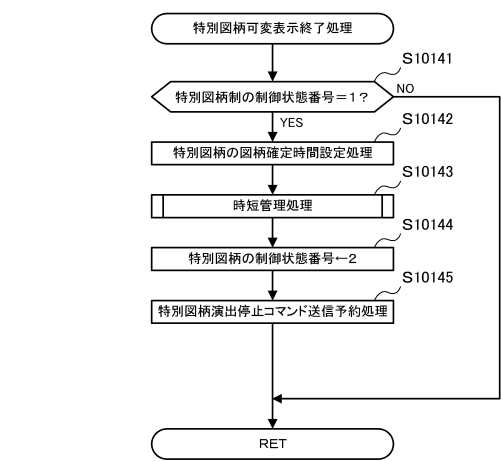 特別図柄可変表示終了処理
S10141
特別図柄制の制御状態番号＝1？
NO
YES
S10142
特別図柄の図柄確定時間設定処理
S10143
時短管理処理
S10144
特別図柄の制御状態番号←2
S10145
特別図柄演出停止コマンド送信予約処理
RET